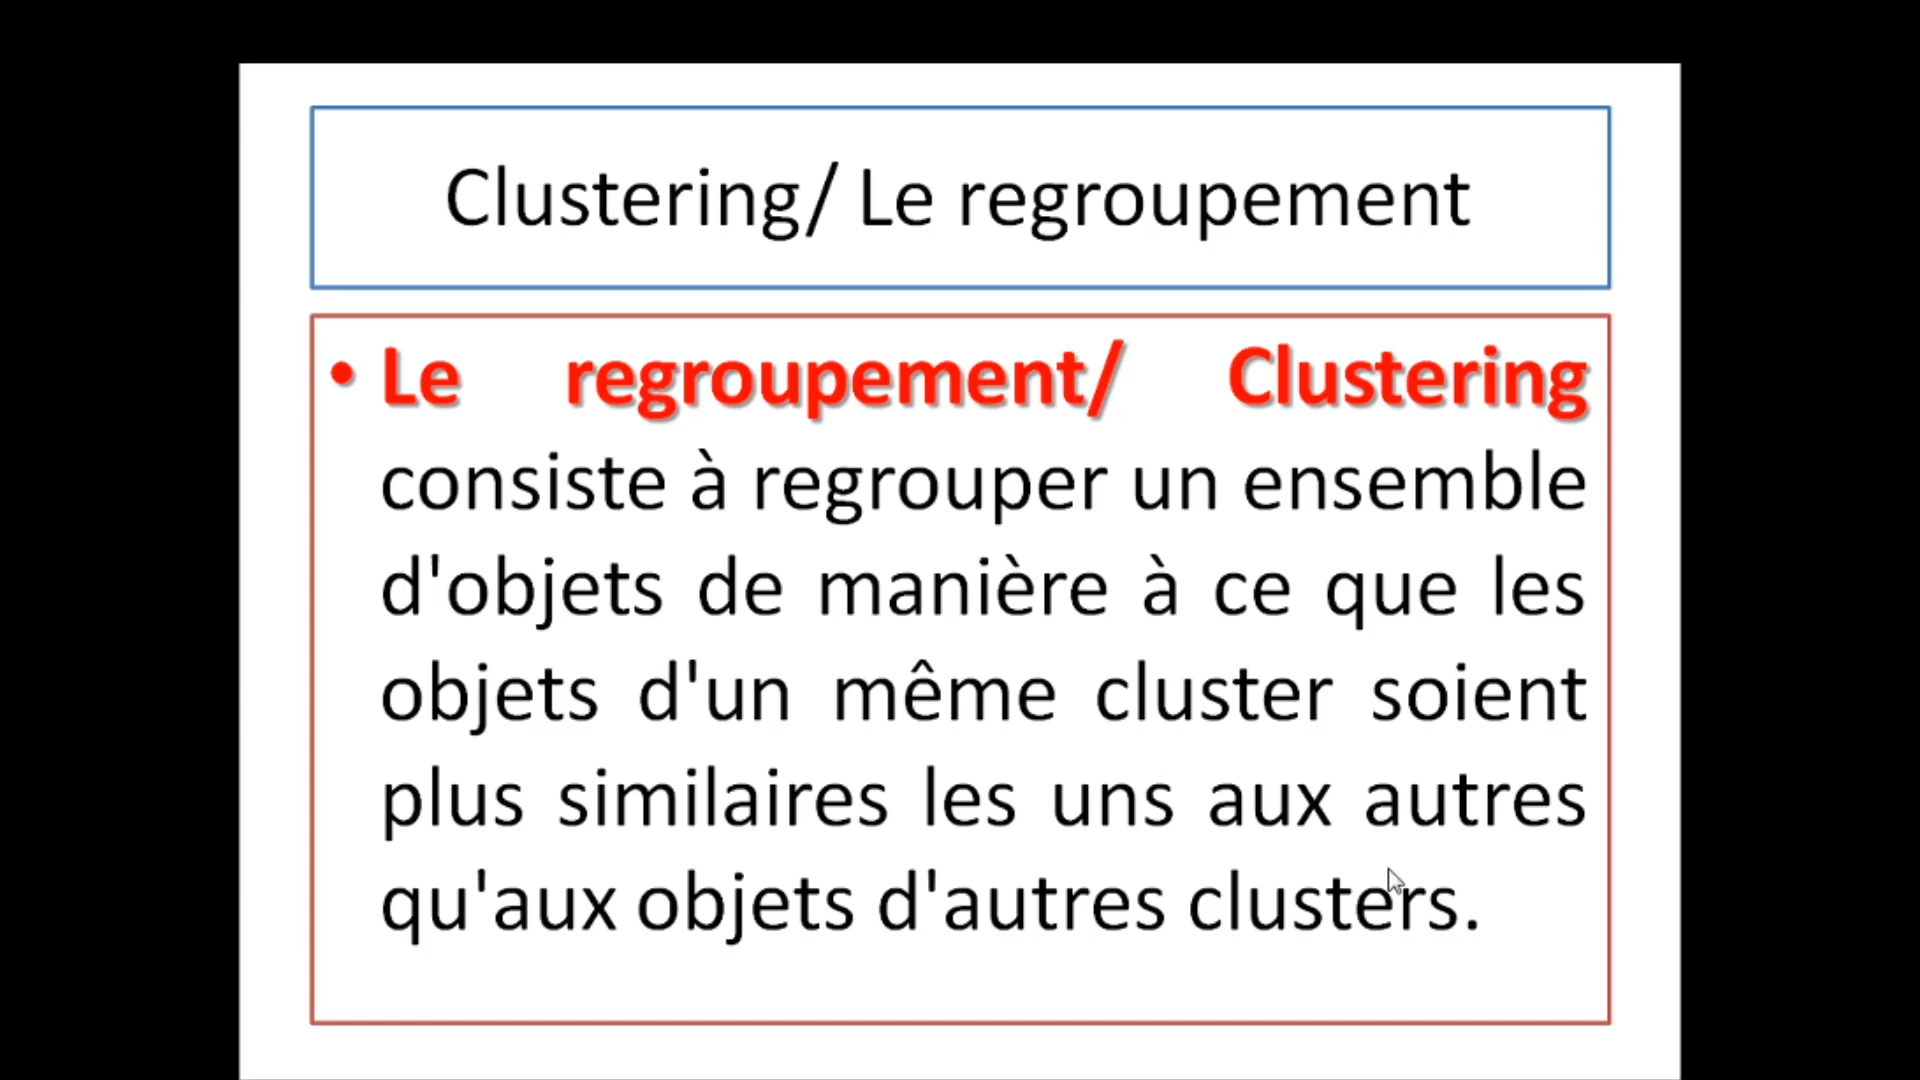 Clustering/ Le regroupement
• Le regroupement/ Clustering
consiste à regrouper un ensemble
d'objets de manière à ce que les
objets d'un même cluster soient
plus similaires les uns aux autres
qu'aux objets d'autres clusters.